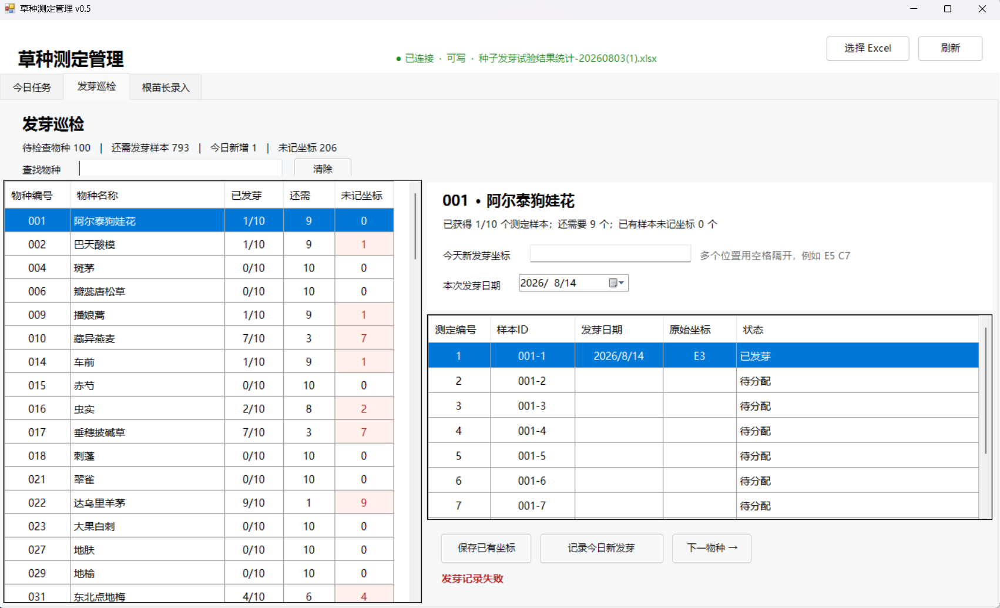 草种测定管理 v0.5
草种测定管理
● 已连接 · 可写 · 种子发芽试验结果统计-20260803(1).xlsx
选择 Excel
刷新
今日任务 发芽巡检 根苗长录入
发芽巡检
待检查物种 100 | 还需发芽样本 793 | 今日新增 1 | 未记坐标 206
查找物种
清除
物种编号 物种名称 已发芽 还需 未记坐标
001 阿尔泰狗娃花 1/10 9 0
002 巴天酸模 1/10 9 1
004 斑茅 0/10 10 0
006 瓣蕊唐松草 0/10 10 0
009 播娘蒿 1/10 9 1
010 藏异燕麦 7/10 3 7
014 车前 1/10 9 1
015 赤芍 0/10 10 0
016 虫实 2/10 8 2
017 垂穗披碱草 7/10 3 7
018 刺蓬 0/10 10 0
021 翠雀 0/10 10 0
022 达乌里羊茅 9/10 1 9
023 大果白刺 0/10 10 0
027 地肤 0/10 10 0
029 地榆 0/10 10 0
031 东北点地梅 4/10 6 4
001 • 阿尔泰狗娃花
已获得 1/10 个测定样本；还需要 9 个；已有样本未记坐标 0 个
今天新发芽坐标 多个位置用空格隔开，例如 E5 C7
本次发芽日期 2026/ 8/14
测定编号 样本ID 发芽日期 原始坐标 状态
1 001-1 2026/8/14 E3 已发芽
2 001-2 待分配
3 001-3 待分配
4 001-4 待分配
5 001-5 待分配
6 001-6 待分配
7 001-7 待分配
保存已有坐标 记录今日新发芽 下一物种 →
发芽记录失败